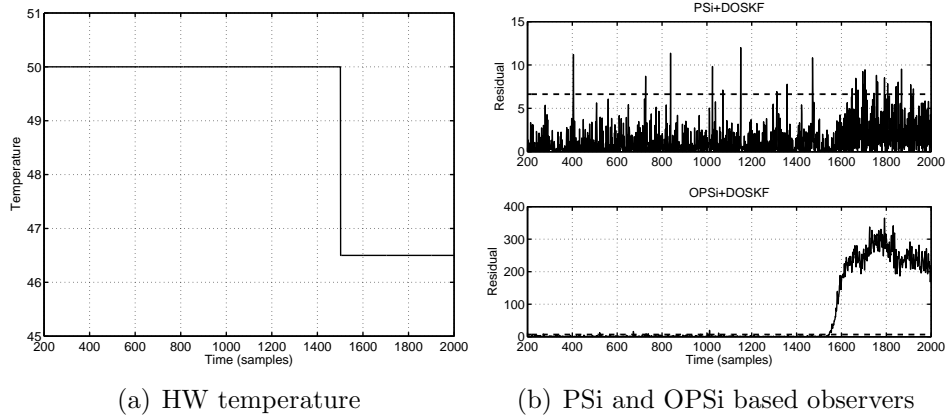 51
50
49
48
47
46
45
200 400 600 800 1000 1200 1400 1600 1800 2000
Temperature
Time (samples)
(a) HW temperature
PSi+DOSKF
15
10
5
0
200 400 600 800 1000 1200 1400 1600 1800 2000
Residual
OPSi+DOSKF
400
300
200
100
0
200 400 600 800 1000 1200 1400 1600 1800 2000
Residual
Time (samples)
(b) PSi and OPSi based observers